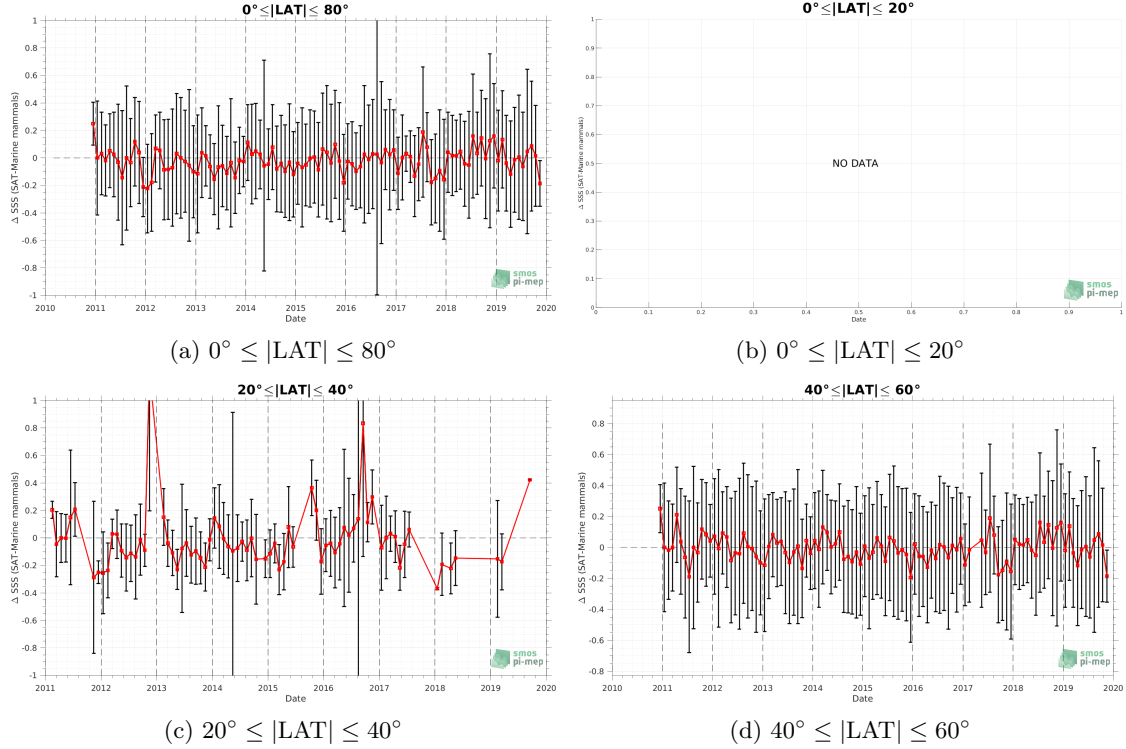 0°≤|LAT|≤ 80°
1
0.8
0.6
0.4
0.2
0
-0.2
-0.4
-0.6
-0.8
-1
Δ SSS (SAT-Marine mammals)
2010 2011 2012 2013 2014 2015 2016 2017 2018 2019 2020
Date
smos
pi-mep
(a) 0° ≤ |LAT| ≤ 80°
0°≤|LAT|≤ 20°
1
0.9
0.8
0.7
0.6
0.5
0.4
0.3
0.2
0.1
0
Δ SSS (SAT-Marine mammals)
NO DATA
0 0.1 0.2 0.3 0.4 0.5 0.6 0.7 0.8 0.9 1
Date
smos
pi-mep
(b) 0° ≤ |LAT| ≤ 20°
20°≤|LAT|≤ 40°
1
0.8
0.6
0.4
0.2
0
-0.2
-0.4
-0.6
-0.8
-1
Δ SSS (SAT-Marine mammals)
2011 2012 2013 2014 2015 2016 2017 2018 2019 2020
Date
smos
pi-mep
(c) 20° ≤ |LAT| ≤ 40°
40°≤|LAT|≤ 60°
0.8
0.6
0.4
0.2
0
-0.2
-0.4
-0.6
-0.8
Δ SSS (SAT-Marine mammals)
2010 2011 2012 2013 2014 2015 2016 2017 2018 2019 2020
Date
smos
pi-mep
(d) 40° ≤ |LAT| ≤ 60°